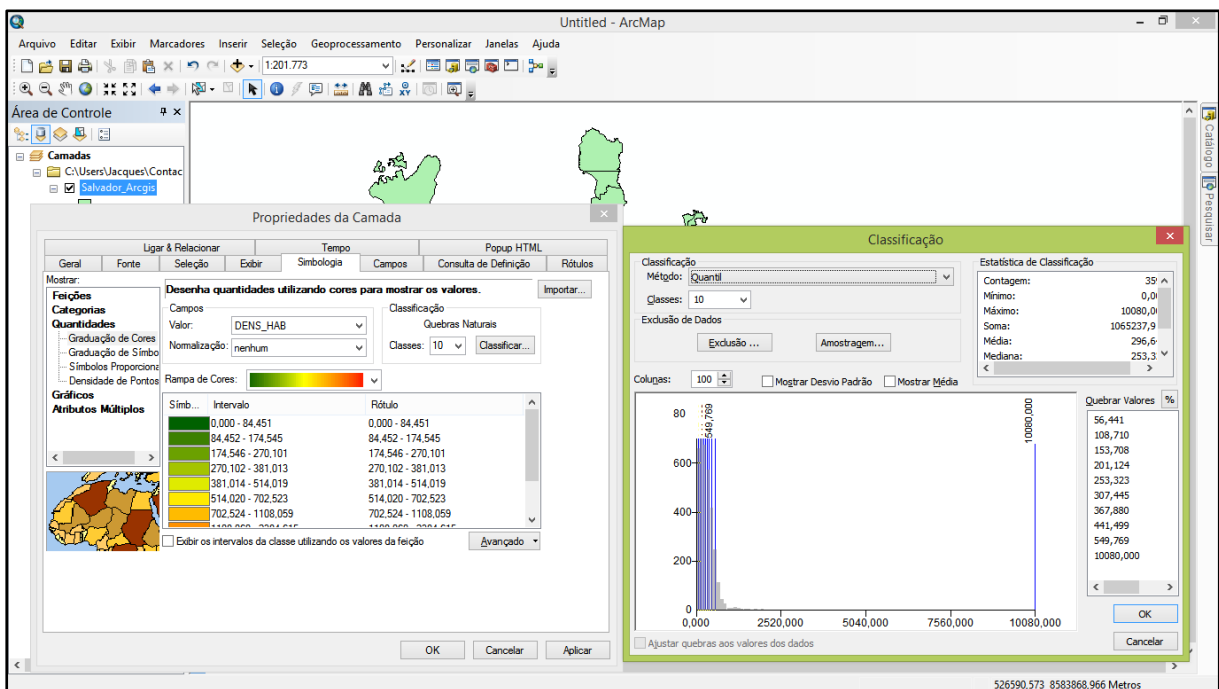 Untitled - ArcMap
Arquivo Editar Exibir Marcadores Inserir Seleção Geoprocessamento Personalizar Janelas Ajuda
1:201.773
Área de Controle
Camadas
C:\Users\Jacques\Contac
Salvador_Arcgis
Catálogo
Pesquisar
Propriedades da Camada
Ligar & Relacionar Tempo Popup HTML
Geral Fonte Seleção Exibir Simbologia Campos Consulta de Definição Rótulos
Mostrar:
Feições
Categorias
Quantidades
Graduação de Cores
Graduação de Símbo
Símbolos Proporciona
Densidade de Pontos
Gráficos
Atributos Múltiplos
Desenha quantidades utilizando cores para mostrar os valores.
Importar...
Campos
Valor: DENS_HAB
Normalização: nenhum
Classificação
Quebras Naturais
Classes: 10 Classificar...
Rampa de Cores:
Símb... Intervalo Rótulo
0,000 - 84,451 0,000 - 84,451
84,452 - 174,545 84,452 - 174,545
174,546 - 270,101 174,546 - 270,101
270,102 - 381,013 270,102 - 381,013
381,014 - 514,019 381,014 - 514,019
514,020 - 702,523 514,020 - 702,523
702,524 - 1108,059 702,524 - 1108,059
Exibir os intervalos da classe utilizando os valores da feição
Avançado
OK Cancelar Aplicar
Classificação
Classificação
Método: Quantil
Classes: 10
Exclusão de Dados
Exclusão ... Amostragem...
Estatística de Classificação
Contagem: 35
Mínimo: 0,0
Máximo: 10080,0
Soma: 1065237,9
Média: 296,6
Mediana: 253,3
Colunas: 100 Mostrar Desvio Padrão Mostrar Média
Quebrar Valores %
56,441
108,710
153,708
201,124
253,323
307,445
367,880
441,499
549,769
10080,000
80
549,769
10080,000
600
400
200
0
0,000 2520,000 5040,000 7560,000 10080,000
Ajustar quebras aos valores dos dados
OK
Cancelar
526590,573 8583868,966 Metros